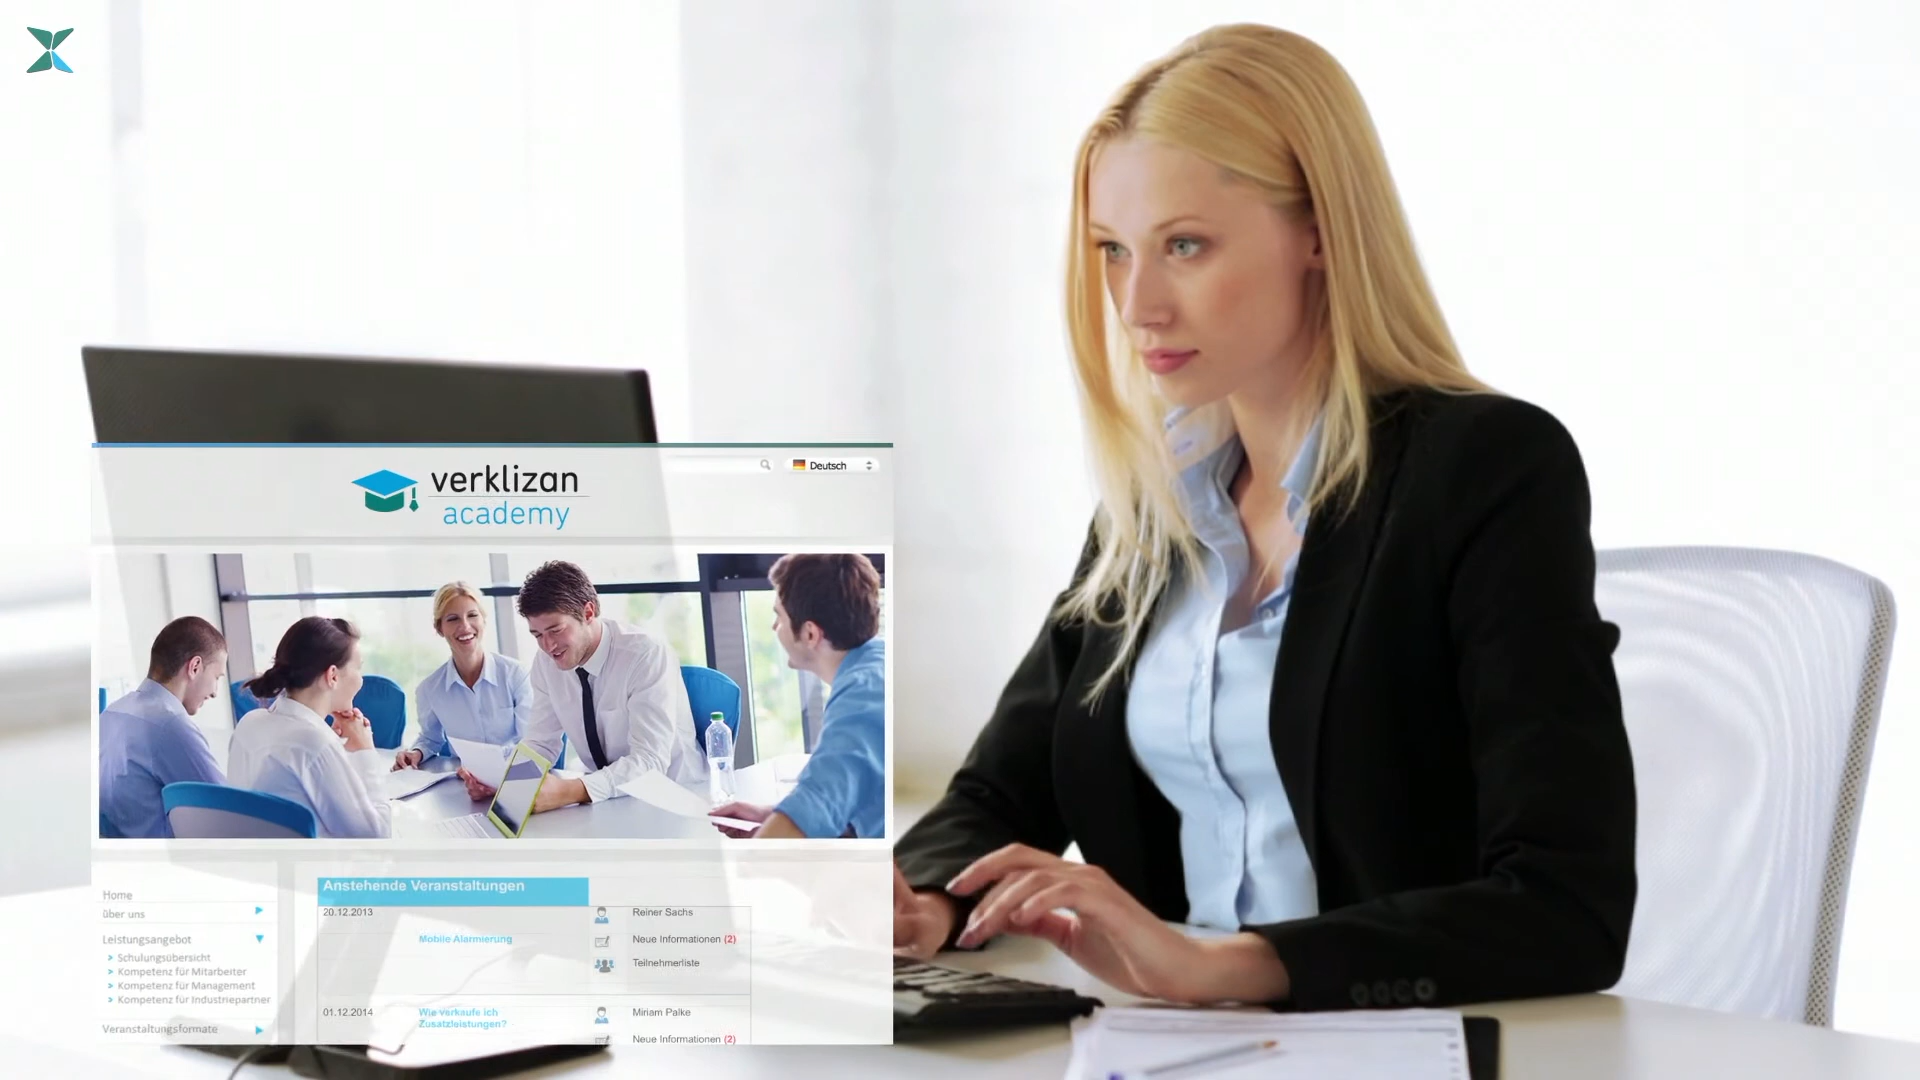 verklizan
academy
Deutsch
Home
über uns
Leistungsangebot
Schulungsübersicht
Kompetenz für Mitarbeiter
Kompetenz für Management
Kompetenz für Industriepartner
Veranstaltungsformate
Anstehende Veranstaltungen
20.12.2013
Reiner Sachs
Mobile Alarmierung
Neue Informationen (2)
Teilnehmerliste
01.12.2014
Wie verkaufe ich
Zusatzleistungen?
Miriam Palke
Neue Informationen (2)